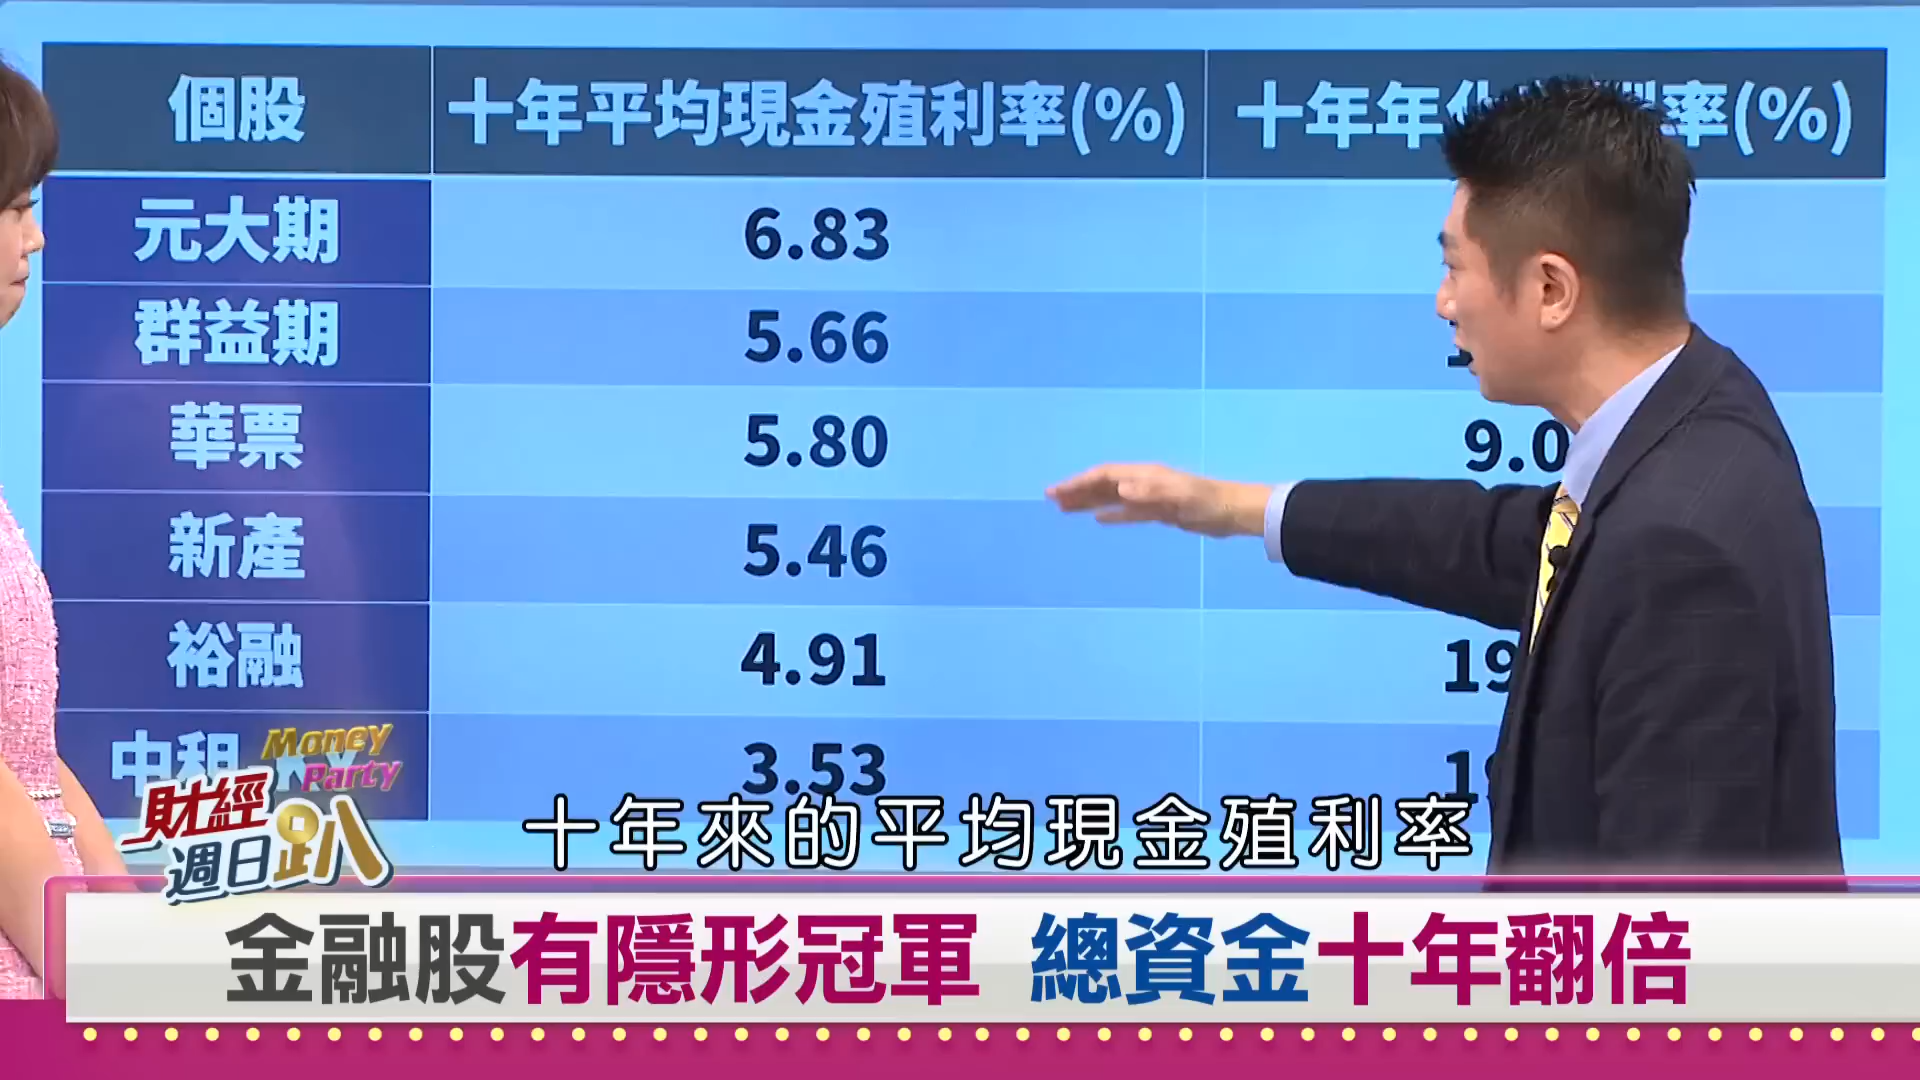 個股 十年平均現金殖利率(%) 十年年化 率(%)
元大期 6.83
群益期 5.66
華票 5.80 9.0
新產 5.46
裕融 4.91 19
中租 3.53
Money
Party
財經
週日趴
十年來的平均現金殖利率
金融股有隱形冠軍 總資金十年翻倍